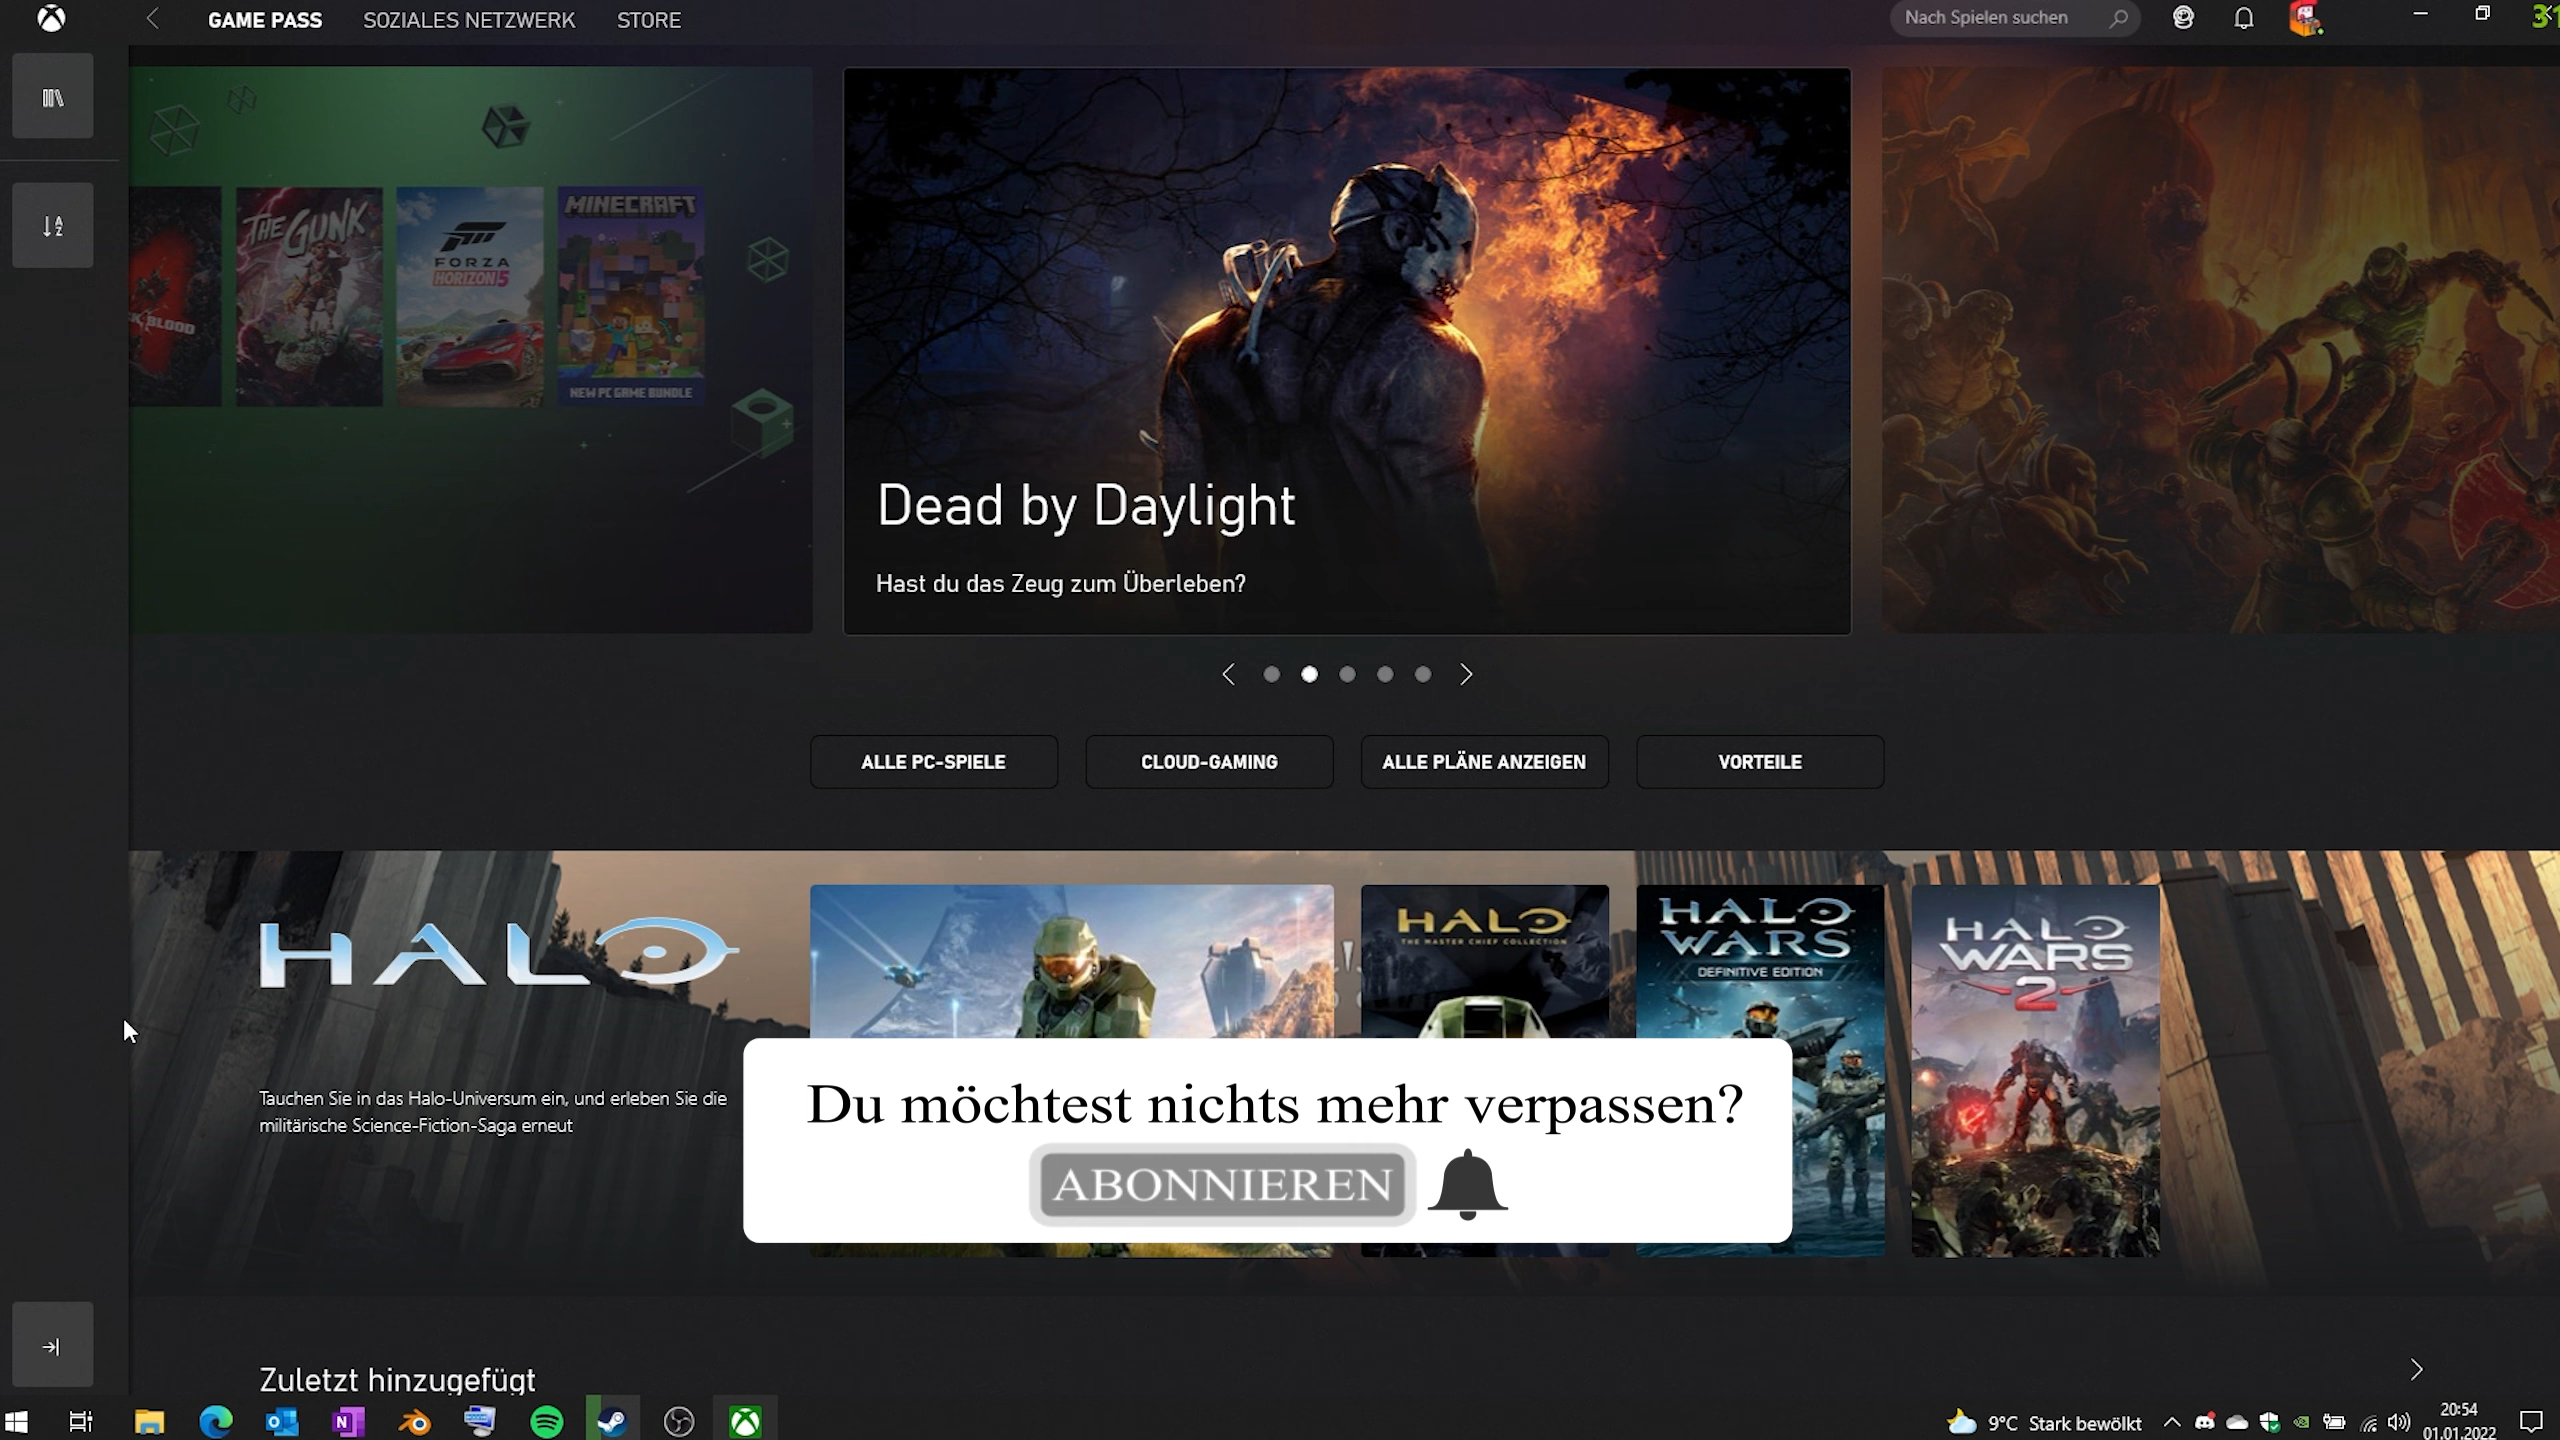 GAME PASS
SOZIALES NETZWERK
STORE
Nach Spielen suchen
31
K BLOOD
THE GUNK
FORZA
HORIZON 5
MINECRAFT
NEW PC GAME BUNDLE
Dead by Daylight
Hast du das Zeug zum Überleben?
ALLE PC-SPIELE
CLOUD-GAMING
ALLE PLÄNE ANZEIGEN
VORTEILE
HALO
Tauchen Sie in das Halo-Universum ein, und erleben Sie die
militärische Science-Fiction-Saga erneut
HALO
THE MASTER CHIEF COLLECTION
HALO
WARS
DEFINITIVE EDITION
HALO
WARS
2
Du möchtest nichts mehr verpassen?
ABONNIEREN
Zuletzt hinzugefügt
9°C Stark bewölkt
20:54
01.01.2022